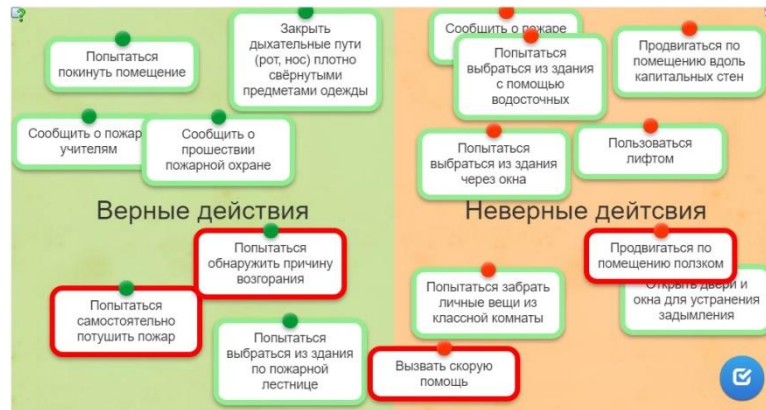 Попытаться
покинуть помещение
Закрыть
дыхательные пути
(рот, нос) плотно
свёрнутыми
предметами одежды
Сообщить о пожар
учителям
Сообщить о
прошествии
пожарной охране
Верные действия
Попытаться
обнаружить причину
возгорания
Попытаться
самостоятельно
потушить пожар
Попытаться
выбраться из здания
по пожарной
лестнице
Сообщить о пожаре
Попытаться
выбраться из здания
с помощью
водосточных
Продвигаться по
помещению вдоль
капитальных стен
Попытаться
выбраться из здания
через окна
Пользоваться
лифтом
Неверные дейтсвия
Продвигаться по
помещению ползком
Открыть двери и
окна для устранения
задымления
Попытаться забрать
личные вещи из
классной комнаты
Вызвать скорую
помощь